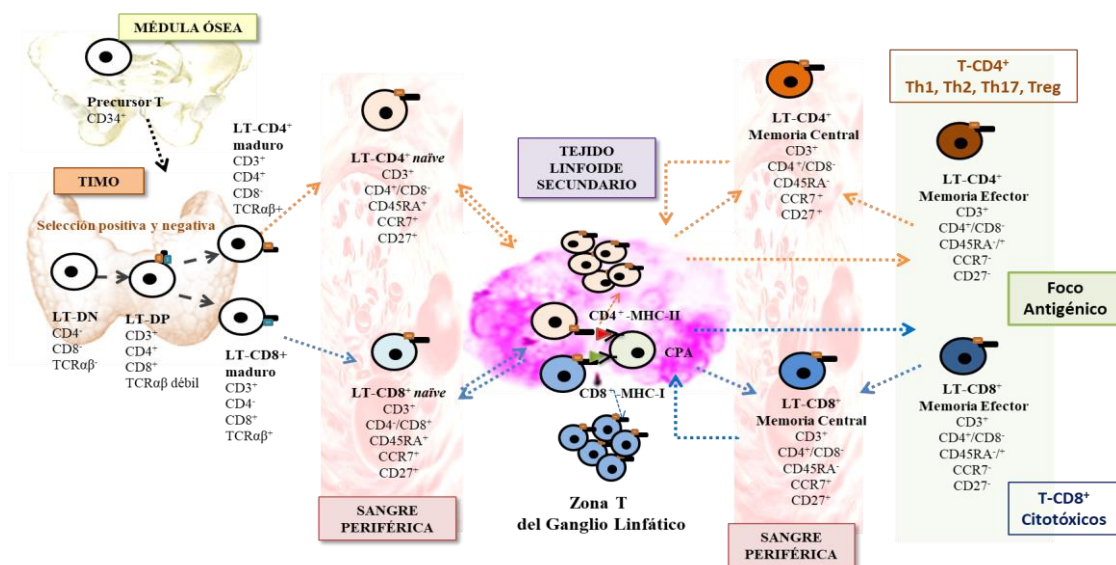 MÉDULA ÓSEA
Precursor T
CD34⁺
TIMO
Selección positiva y negativa
LT-DN
CD4⁻
CD8⁻
TCRαβ⁻
LT-DP
CD3⁺
CD4⁺
CD8⁺
TCRαβ débil
LT-CD4⁺
maduro
CD3⁺
CD4⁺
CD8⁻
TCRαβ+
LT-CD8+
maduro
CD3⁺
CD4⁻
CD8⁺
TCRαβ⁺
LT-CD4⁺ naïve
CD3⁺
CD4⁺/CD8⁻
CD45RA⁺
CCR7⁺
CD27⁺
LT-CD8⁺ naïve
CD3⁺
CD4⁻/CD8⁺
CD45RA⁺
CCR7⁺
CD27⁺
SANGRE
PERIFÉRICA
TEJIDO
LINFOIDE
SECUNDARIO
CD4⁺-MHC-II
CPA
CD8⁺-MHC-I
Zona T
del Ganglio Linfático
LT-CD4⁺
Memoria Central
CD3⁺
CD4⁺/CD8⁻
CD45RA⁻
CCR7⁺
CD27⁺
LT-CD8⁺
Memoria Central
CD3⁺
CD4⁺/CD8⁻
CD45RA⁻
CCR7⁺
CD27⁺
SANGRE
PERIFÉRICA
T-CD4⁺
Th1, Th2, Th17, Treg
LT-CD4⁺
Memoria Efector
CD3⁺
CD4⁺/CD8⁻
CD45RA⁻/⁺
CCR7⁻
CD27⁻
Foco
Antigénico
LT-CD8⁺
Memoria Efector
CD3⁺
CD4⁺/CD8⁻
CD45RA⁻/⁺
CCR7⁻
CD27⁻
T-CD8⁺
Citotóxicos